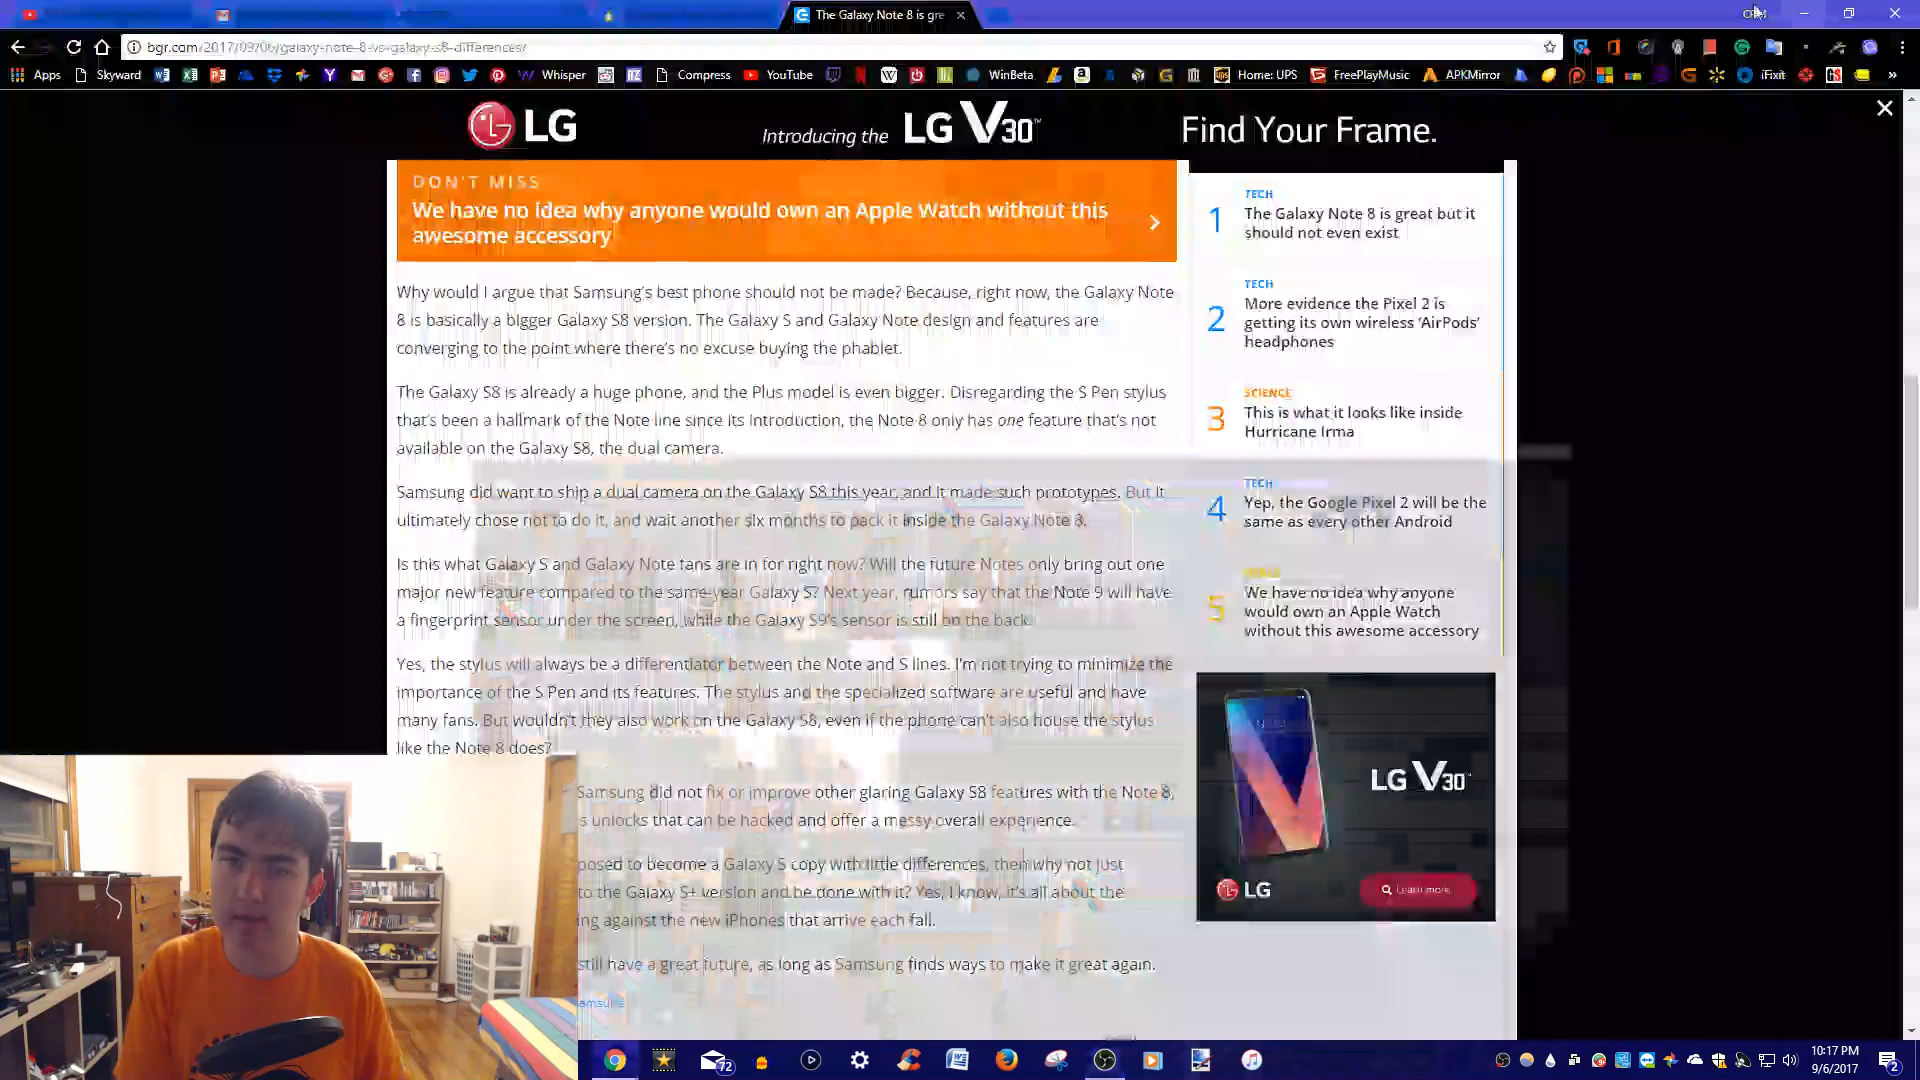 The Galaxy Note 8 is gre
bgr.com/2017/09/06/galaxy-note-8-vs-galaxy-s8-differences/
Apps
Skyward
Whisper
Compress
YouTube
WinBeta
Home: UPS
FreePlayMusic
APKMirror
iFixit
LG
Introducing the LG V30™
Find Your Frame.
DON'T MISS
We have no idea why anyone would own an Apple Watch without this
awesome accessory
Why would I argue that Samsung's best phone should not be made? Because, right now, the Galaxy Note
8 is basically a bigger Galaxy S8 version. The Galaxy S and Galaxy Note design and features are
converging to the point where there's no excuse buying the phablet.
The Galaxy S8 is already a huge phone, and the Plus model is even bigger. Disregarding the S Pen stylus
that's been a hallmark of the Note line since its introduction, the Note 8 only has one feature that's not
available on the Galaxy S8, the dual camera.
Samsung did want to ship a dual camera on the Galaxy S8 this year, and it made such prototypes. But it
ultimately chose not to do it, and wait another six months to pack it inside the Galaxy Note 8.
Is this what Galaxy S and Galaxy Note fans are in for right now? Will the future Notes only bring out one
major new feature compared to the same-year Galaxy S? Next year, rumors say that the Note 9 will have
a fingerprint sensor under the screen, while the Galaxy S9's sensor is still on the back.
Yes, the stylus will always be a differentiator between the Note and S lines. I'm not trying to minimize the
importance of the S Pen and its features. The stylus and the specialized software are useful and have
many fans. But wouldn't they also work on the Galaxy S8, even if the phone can't also house the stylus
like the Note 8 does?
Samsung did not fix or improve other glaring Galaxy S8 features with the Note 8,
s unlocks that can be hacked and offer a messy overall experience.
posed to become a Galaxy S copy with little differences, then why not just
to the Galaxy S+ version and be done with it? Yes, I know, it's all about the
ng against the new iPhones that arrive each fall.
still have a great future, as long as Samsung finds ways to make it great again.
amsung
TECH
1
The Galaxy Note 8 is great but it
should not even exist
TECH
2
More evidence the Pixel 2 is
getting its own wireless 'AirPods'
headphones
SCIENCE
3
This is what it looks like inside
Hurricane Irma
TECH
4
Yep, the Google Pixel 2 will be the
same as every other Android
5
We have no idea why anyone
would own an Apple Watch
without this awesome accessory
LG V30™
LG
Learn more
72
10:17 PM
9/6/2017
2